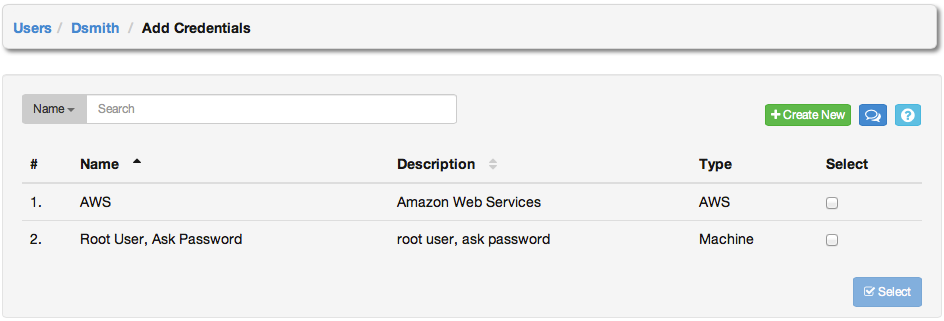 Users / Dsmith / Add Credentials
Name Search
+ Create New
# Name Description Type Select
1. AWS Amazon Web Services AWS
2. Root User, Ask Password root user, ask password Machine
Select